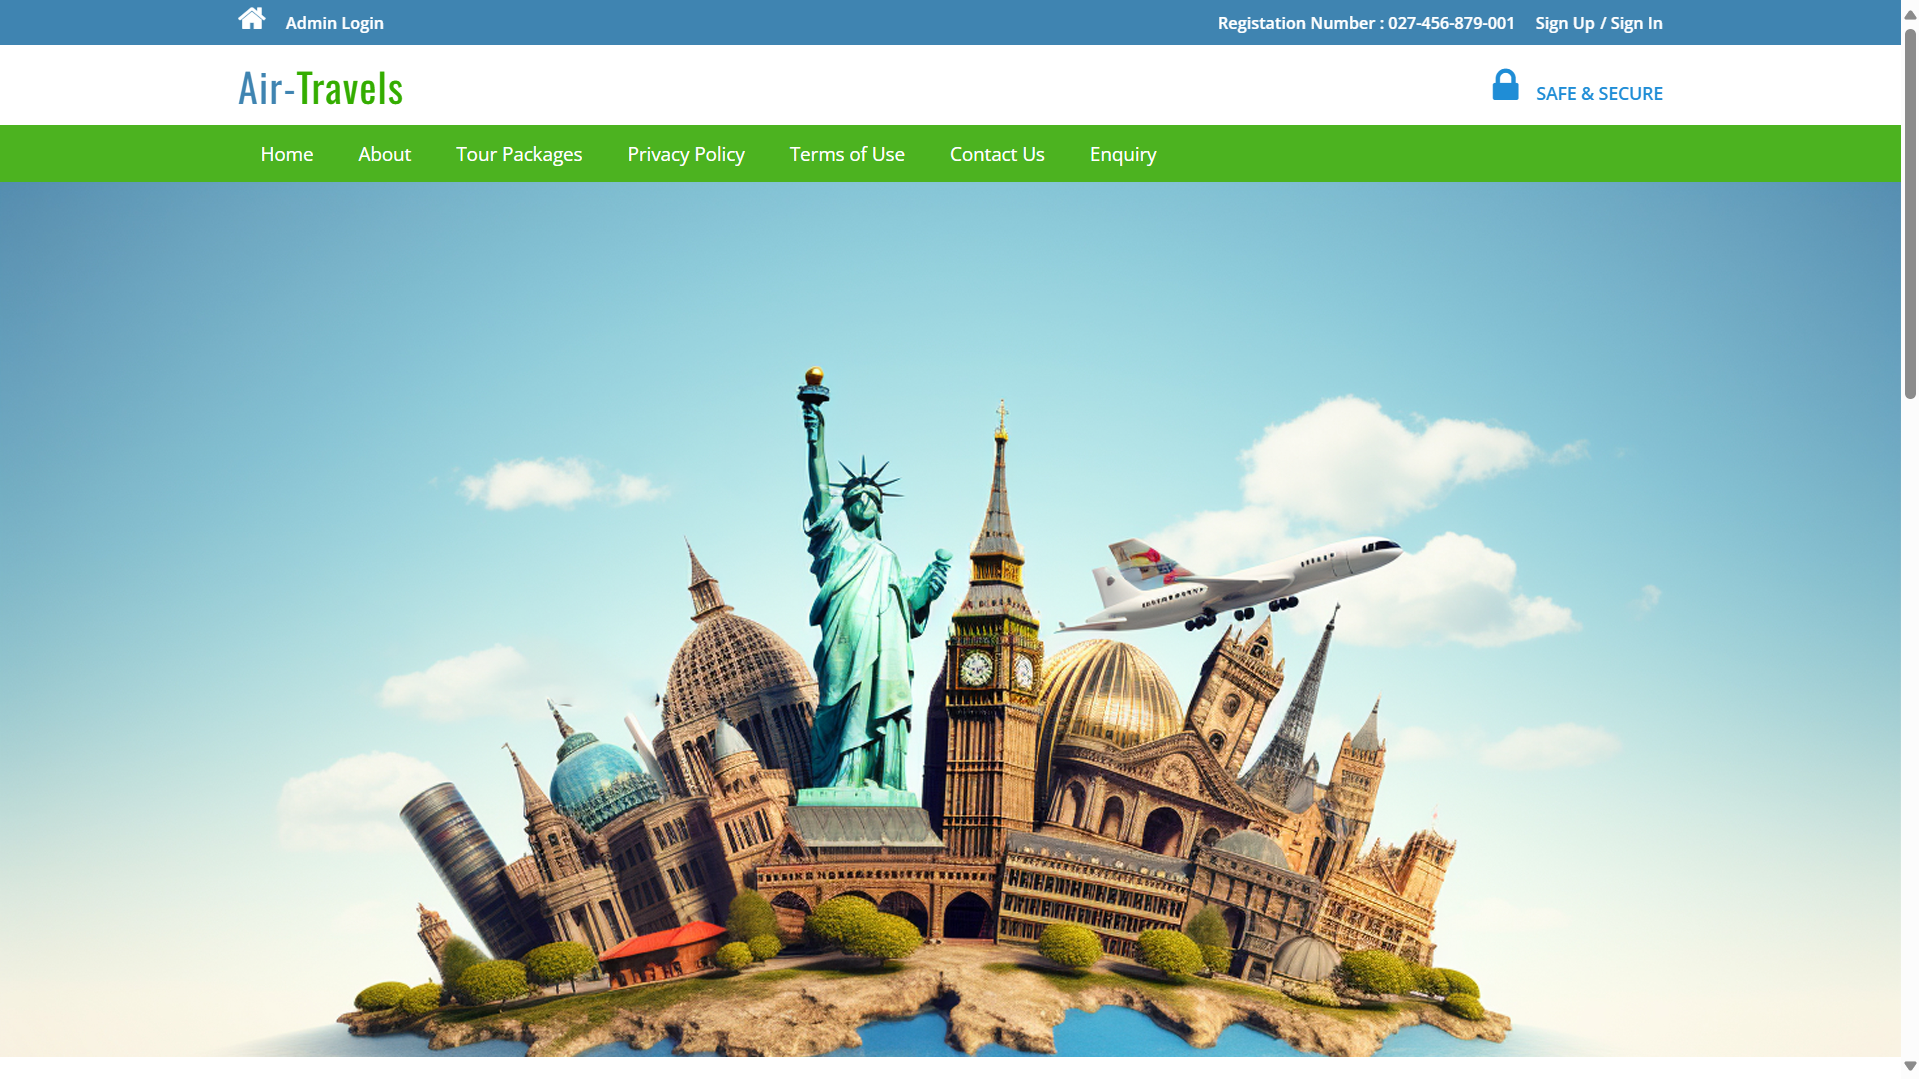 Admin Login
Registation Number : 027-456-879-001
Sign Up / Sign In
Air-Travels
SAFE & SECURE
Home
About
Tour Packages
Privacy Policy
Terms of Use
Contact Us
Enquiry